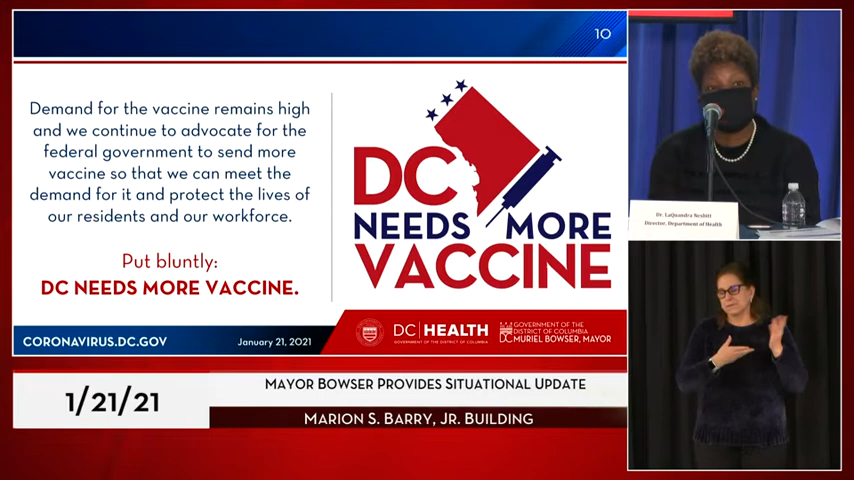 10
Demand for the vaccine remains high
and we continue to advocate for the
federal government to send more
vaccine so that we can meet the
demand for it and protect the lives of
our residents and our workforce.
Put bluntly:
DC NEEDS MORE VACCINE.
DC
NEEDS MORE
VACCINE
CORONAVIRUS.DC.GOV
January 21, 2021
DC HEALTH
GOVERNMENT OF THE DISTRICT OF COLUMBIA
GOVERNMENT OF THE
DISTRICT OF COLUMBIA
DC MURIEL BOWSER, MAYOR
Dr. LaQuandra Nesbitt
Director, Department of Health
1/21/21
MAYOR BOWSER PROVIDES SITUATIONAL UPDATE
MARION S. BARRY, JR. BUILDING